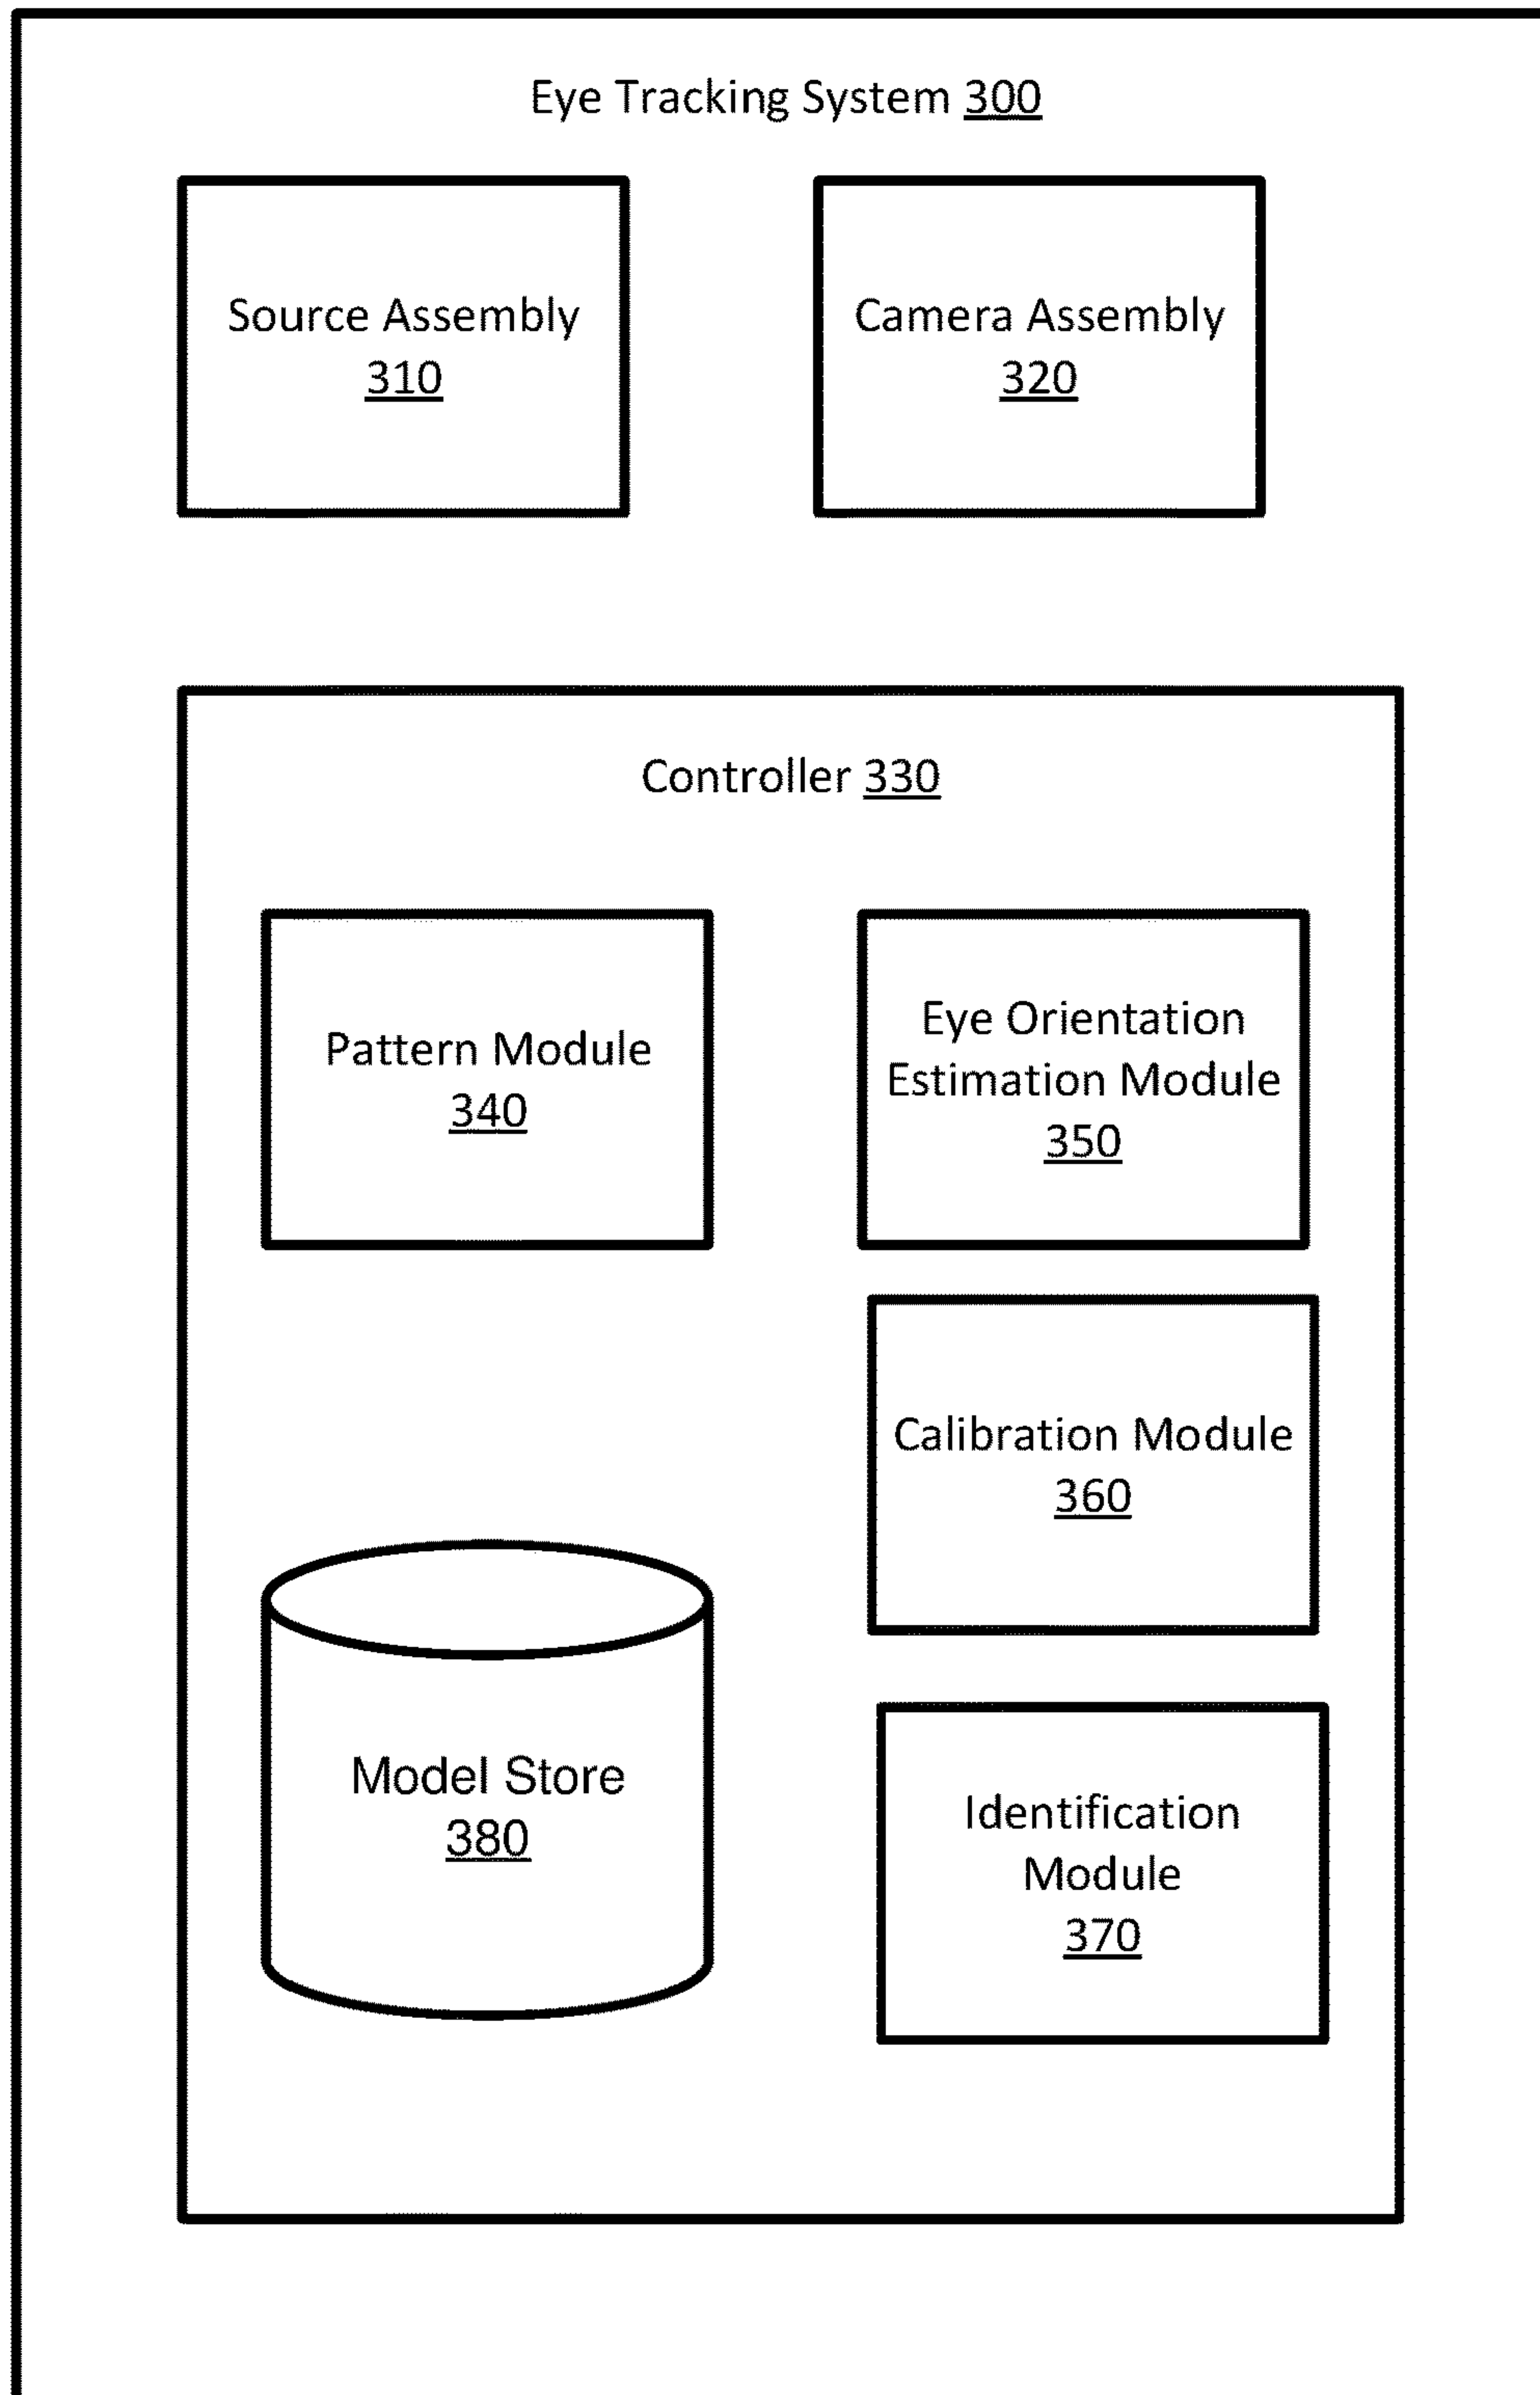 Eye Tracking System 300
Source Assembly
310
Camera Assembly
320
Controller 330
Pattern Module
340
Eye Orientation
Estimation Module
350
Calibration Module
360
Model Store
380
Identification
Module
370